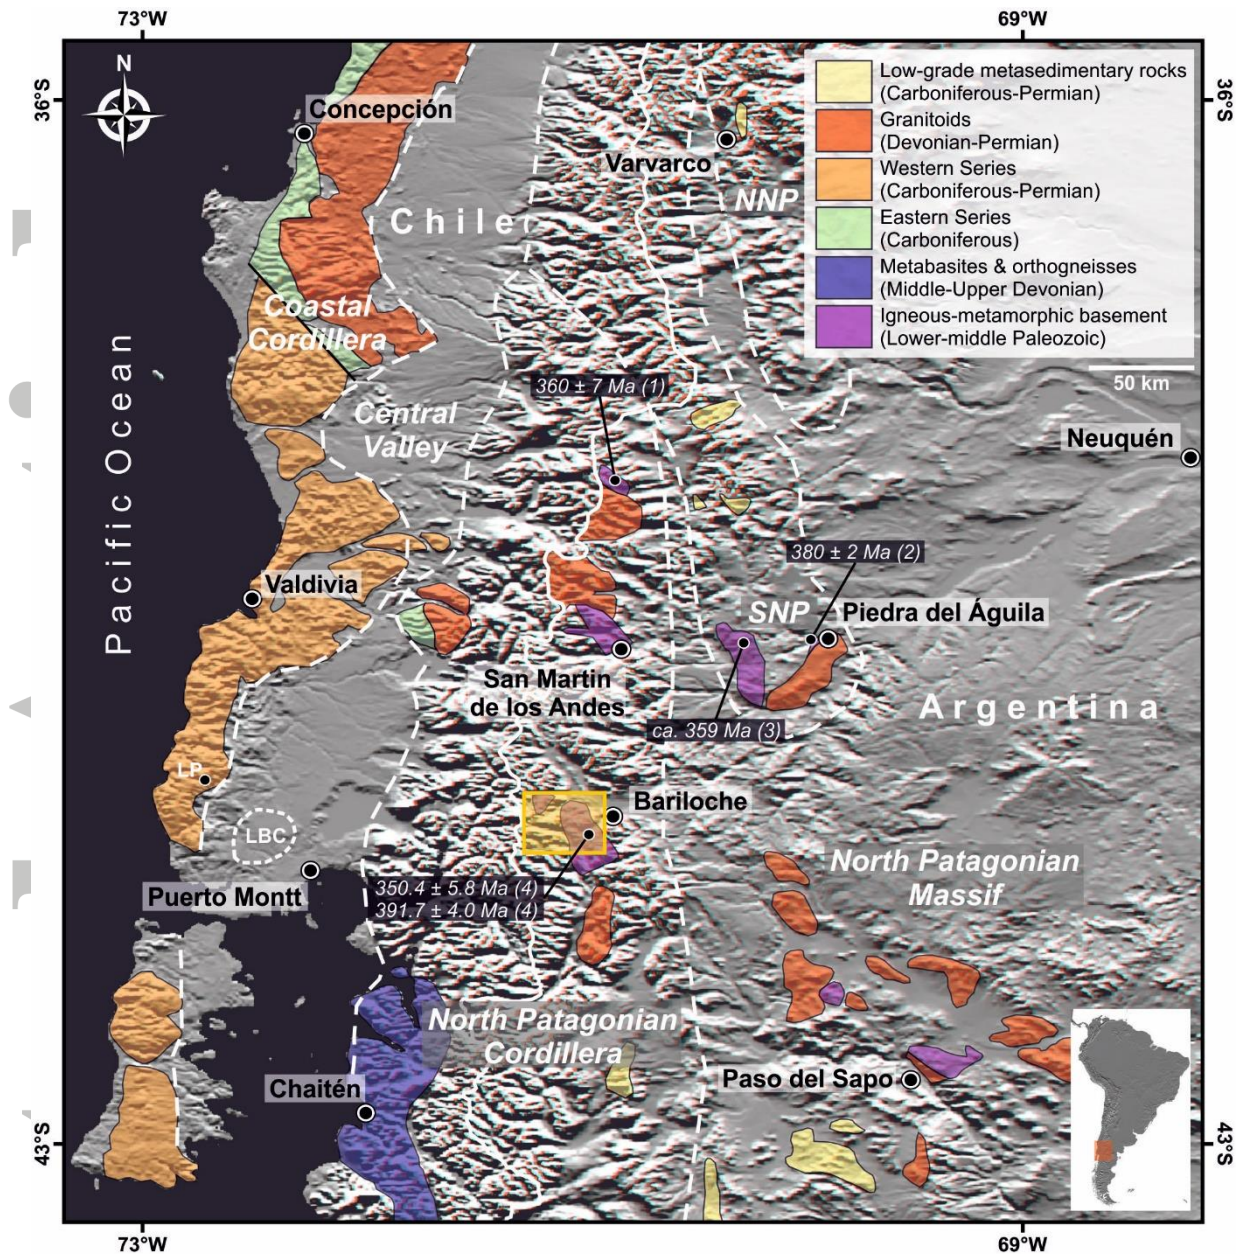 73°W
69°W
36°S
36°S
N
Concepción
Varvarco
NNP
Chile
Low-grade metasedimentary rocks
(Carboniferous-Permian)
Granitoids
(Devonian-Permian)
Western Series
(Carboniferous-Permian)
Eastern Series
(Carboniferous)
Metabasites & orthogneisses
(Middle-Upper Devonian)
Igneous-metamorphic basement
(Lower-middle Paleozoic)
50 km
Coastal
Cordillera
Pacific Ocean
360 ± 7 Ma (1)
Central
Valley
Neuquén
380 ± 2 Ma (2)
Valdivia
SNP
Piedra del Águila
San Martin
de los Andes
Argentina
ca. 359 Ma (3)
LP
LBC
Bariloche
Puerto Montt
350.4 ± 5.8 Ma (4)
391.7 ± 4.0 Ma (4)
North Patagonian
Massif
North Patagonian
Cordillera
Chaitén
Paso del Sapo
43°S
43°S
73°W
69°W